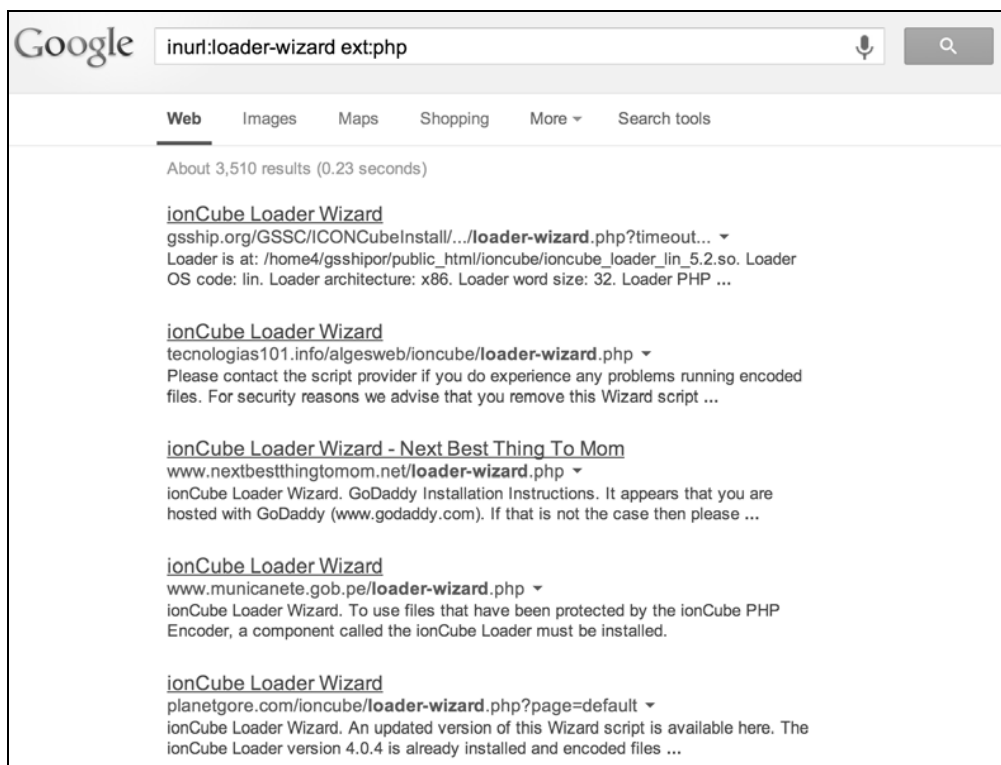 Google
inurl:loader-wizard ext:php
Web Images Maps Shopping More Search tools
About 3,510 results (0.23 seconds)
ionCube Loader Wizard
gsship.org/GSSC/ICONCubeInstall/.../loader-wizard.php?timeout...
Loader is at: /home4/gsshipor/public_html/ioncube/ioncube_loader_lin_5.2.so. Loader
OS code: lin. Loader architecture: x86. Loader word size: 32. Loader PHP ...
ionCube Loader Wizard
tecnologias101.info/algesweb/ioncube/loader-wizard.php
Please contact the script provider if you do experience any problems running encoded
files. For security reasons we advise that you remove this Wizard script ...
ionCube Loader Wizard - Next Best Thing To Mom
www.nextbestthingtomom.net/loader-wizard.php
ionCube Loader Wizard. GoDaddy Installation Instructions. It appears that you are
hosted with GoDaddy (www.godaddy.com). If that is not the case then please ...
ionCube Loader Wizard
www.municanete.gob.pe/loader-wizard.php
ionCube Loader Wizard. To use files that have been protected by the ionCube PHP
Encoder, a component called the ionCube Loader must be installed.
ionCube Loader Wizard
planetgore.com/ioncube/loader-wizard.php?page=default
ionCube Loader Wizard. An updated version of this Wizard script is available here. The
ionCube Loader version 4.0.4 is already installed and encoded files ...